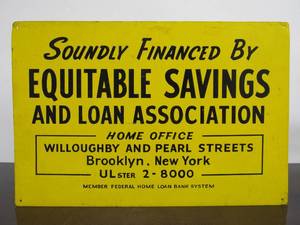 Soundly Financed By
EQUITABLE SAVINGS
AND LOAN ASSOCIATION
HOME OFFICE
WILLOUGHBY AND PEARL STREETS
Brooklyn, New York
ULSTER 2-8000
MEMBER FEDERAL HOME LOAN BANK SYSTEM